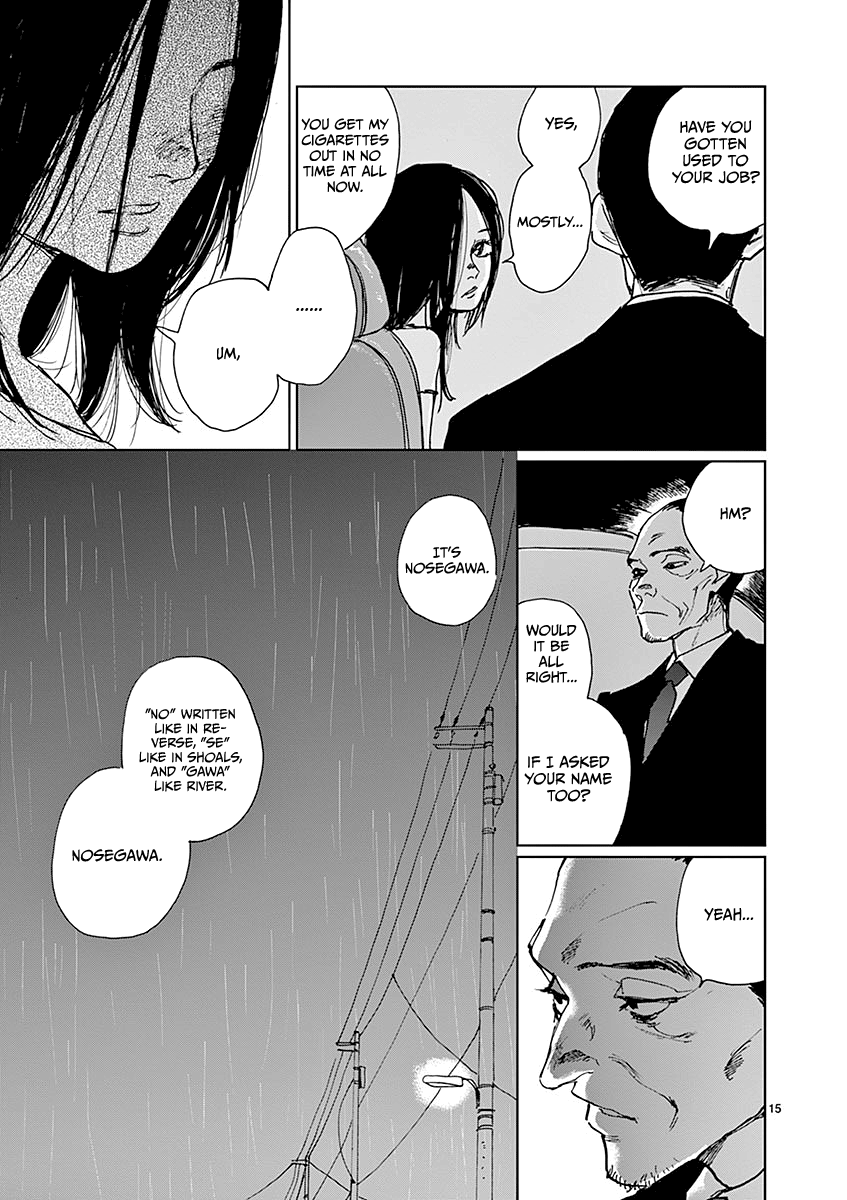 HAVE YOU
GOTTEN
USED TO
YOUR JOB?
YES,
MOSTLY...
YOU GET MY
CIGARETTES
OUT IN NO
TIME AT ALL
NOW.
......
UM,
HM?
WOULD
IT BE
ALL
RIGHT...
IF I ASKED
YOUR NAME
TOO?
YEAH...
IT'S
NOSEGAWA.
"NO" WRITTEN
LIKE IN RE-
VERSE, "SE"
LIKE IN SHOALS,
AND "GAWA"
LIKE RIVER.
NOSEGAWA.
15